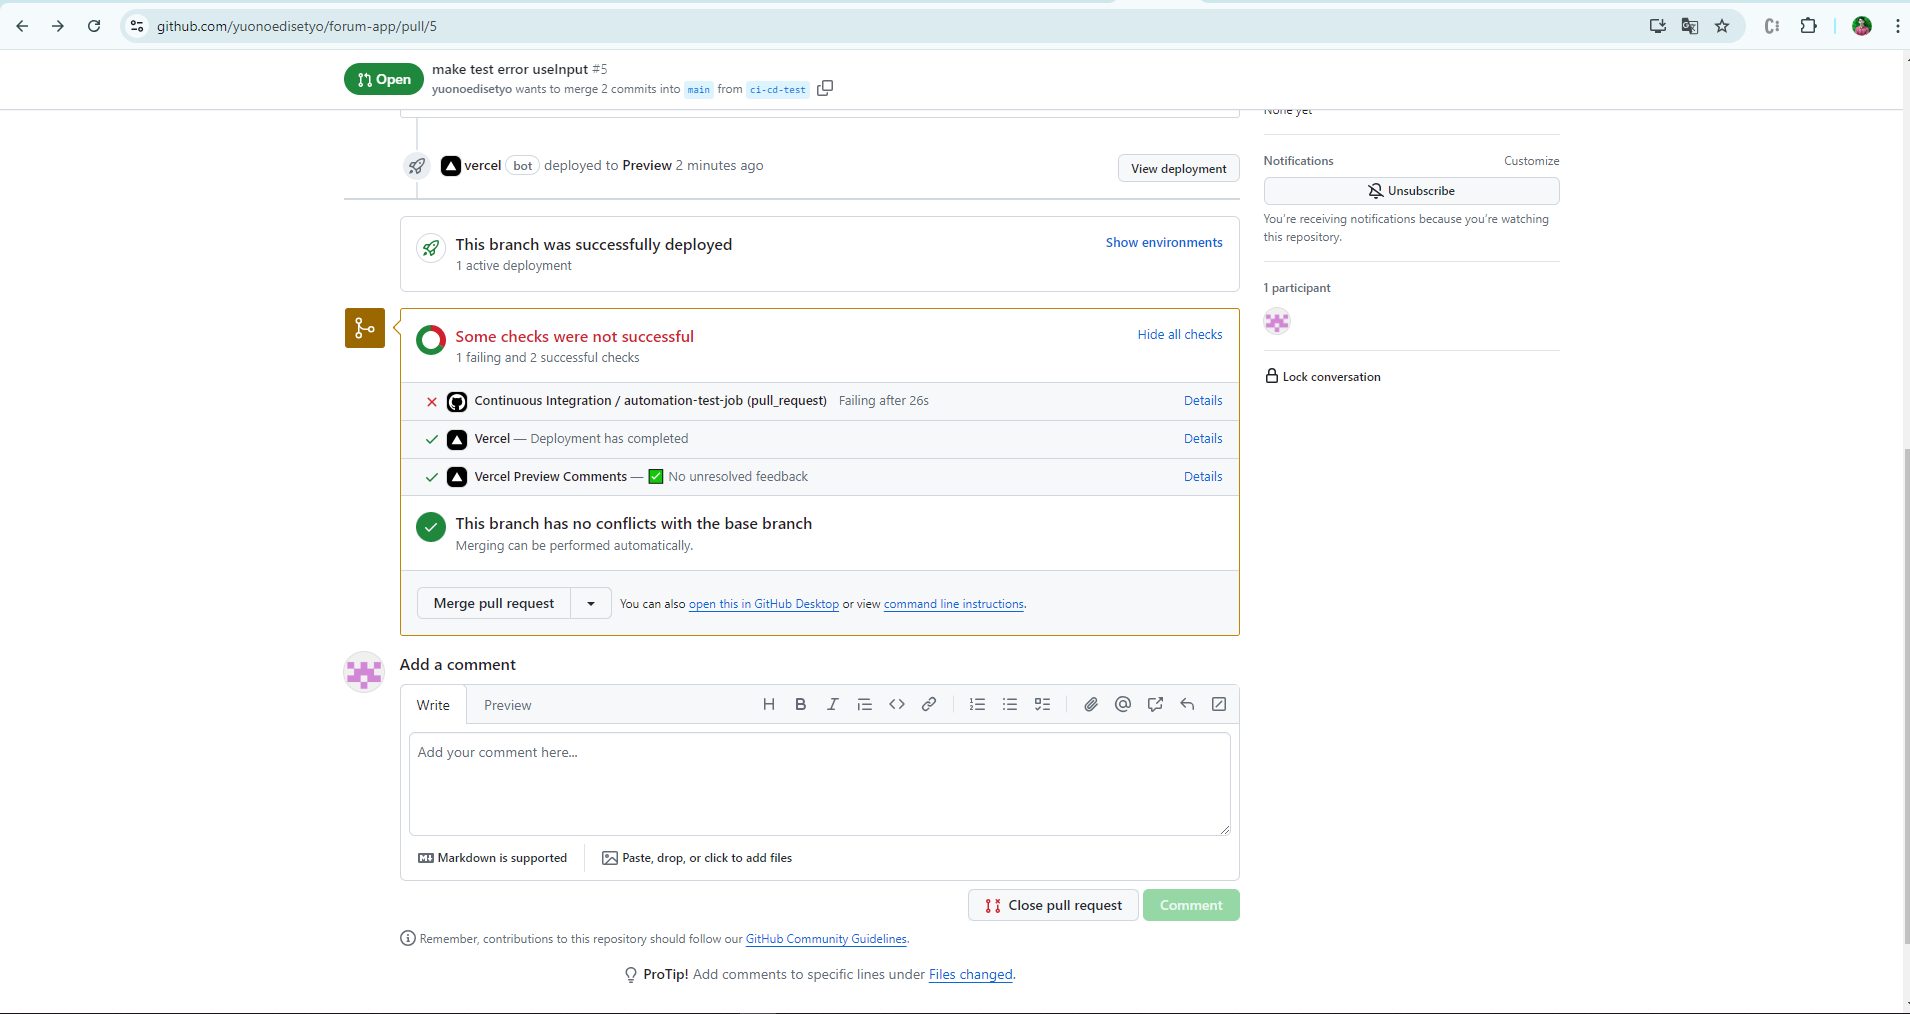 github.com/yuonoedisetyo/forum-app/pull/5
Open
make test error useInput #5
yuonoedisetyo wants to merge 2 commits into main from ci-cd-test
None yet
vercel bot deployed to Preview 2 minutes ago
View deployment
Notifications
Customize
Unsubscribe
You're receiving notifications because you're watching
this repository.
1 participant
Lock conversation
This branch was successfully deployed
1 active deployment
Show environments
Some checks were not successful
1 failing and 2 successful checks
Hide all checks
Continuous Integration / automation-test-job (pull_request) Failing after 26s
Details
Vercel — Deployment has completed
Details
Vercel Preview Comments — ✅ No unresolved feedback
Details
This branch has no conflicts with the base branch
Merging can be performed automatically.
Merge pull request
You can also open this in GitHub Desktop or view command line instructions.
Add a comment
Write
Preview
Add your comment here...
Markdown is supported
Paste, drop, or click to add files
Close pull request
Comment
Remember, contributions to this repository should follow our GitHub Community Guidelines.
ProTip! Add comments to specific lines under Files changed.